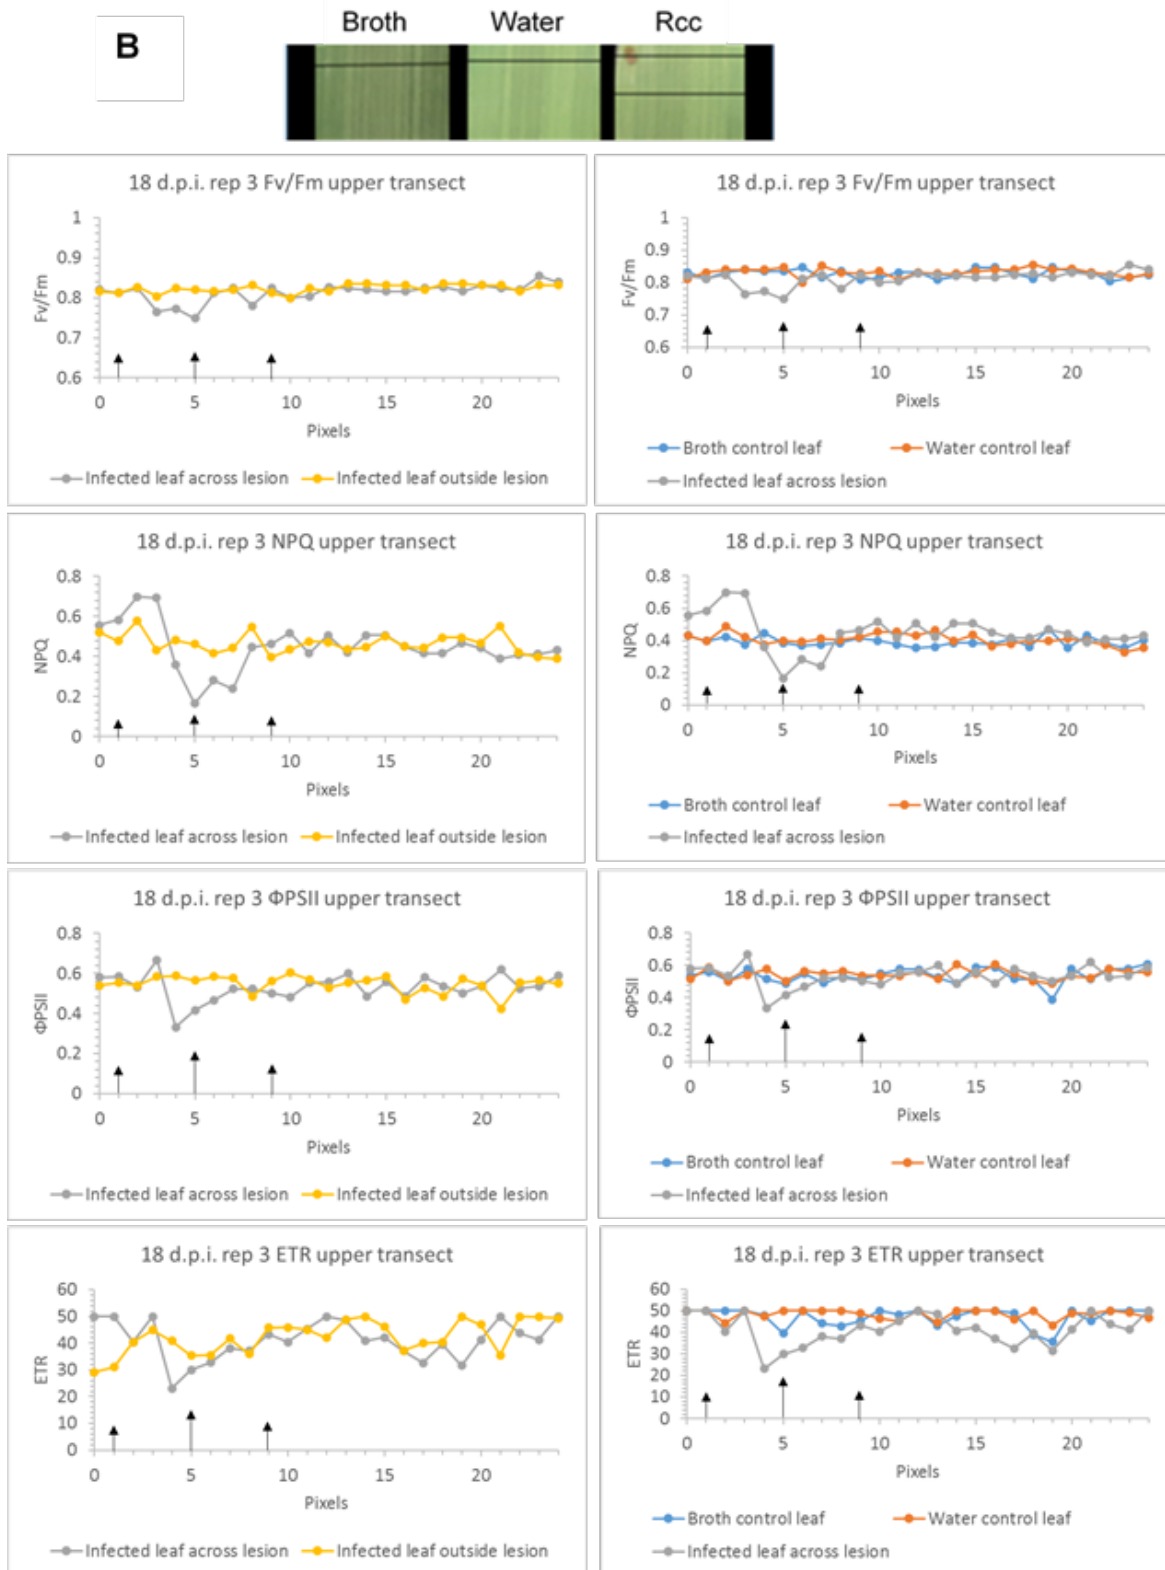 B
Broth Water Rcc
18 d.p.i. rep 3 Fv/Fm upper transect
1
0.9
0.8
0.7
0.6
Fv/Fm
0 5 10 15 20
Pixels
Infected leaf across lesion Infected leaf outside lesion
18 d.p.i. rep 3 Fv/Fm upper transect
1
0.9
0.8
0.7
0.6
Fv/Fm
0 5 10 15 20
Pixels
Broth control leaf Water control leaf
Infected leaf across lesion
18 d.p.i. rep 3 NPQ upper transect
0.8
0.6
0.4
0.2
0
NPQ
0 5 10 15 20
Pixels
Infected leaf across lesion Infected leaf outside lesion
18 d.p.i. rep 3 NPQ upper transect
0.8
0.6
0.4
0.2
0
NPQ
0 5 10 15 20
Pixels
Broth control leaf Water control leaf
Infected leaf across lesion
18 d.p.i. rep 3 ΦPSII upper transect
0.8
0.6
0.4
0.2
0
ΦPSII
0 5 10 15 20
Pixels
Infected leaf across lesion Infected leaf outside lesion
18 d.p.i. rep 3 ΦPSII upper transect
0.8
0.6
0.4
0.2
0
ΦPSII
0 5 10 15 20
Pixels
Broth control leaf Water control leaf
Infected leaf across lesion
18 d.p.i. rep 3 ETR upper transect
60
50
40
30
20
10
0
ETR
0 5 10 15 20
Pixels
Infected leaf across lesion Infected leaf outside lesion
18 d.p.i. rep 3 ETR upper transect
60
50
40
30
20
10
0
ETR
0 5 10 15 20
Pixels
Broth control leaf Water control leaf
Infected leaf across lesion